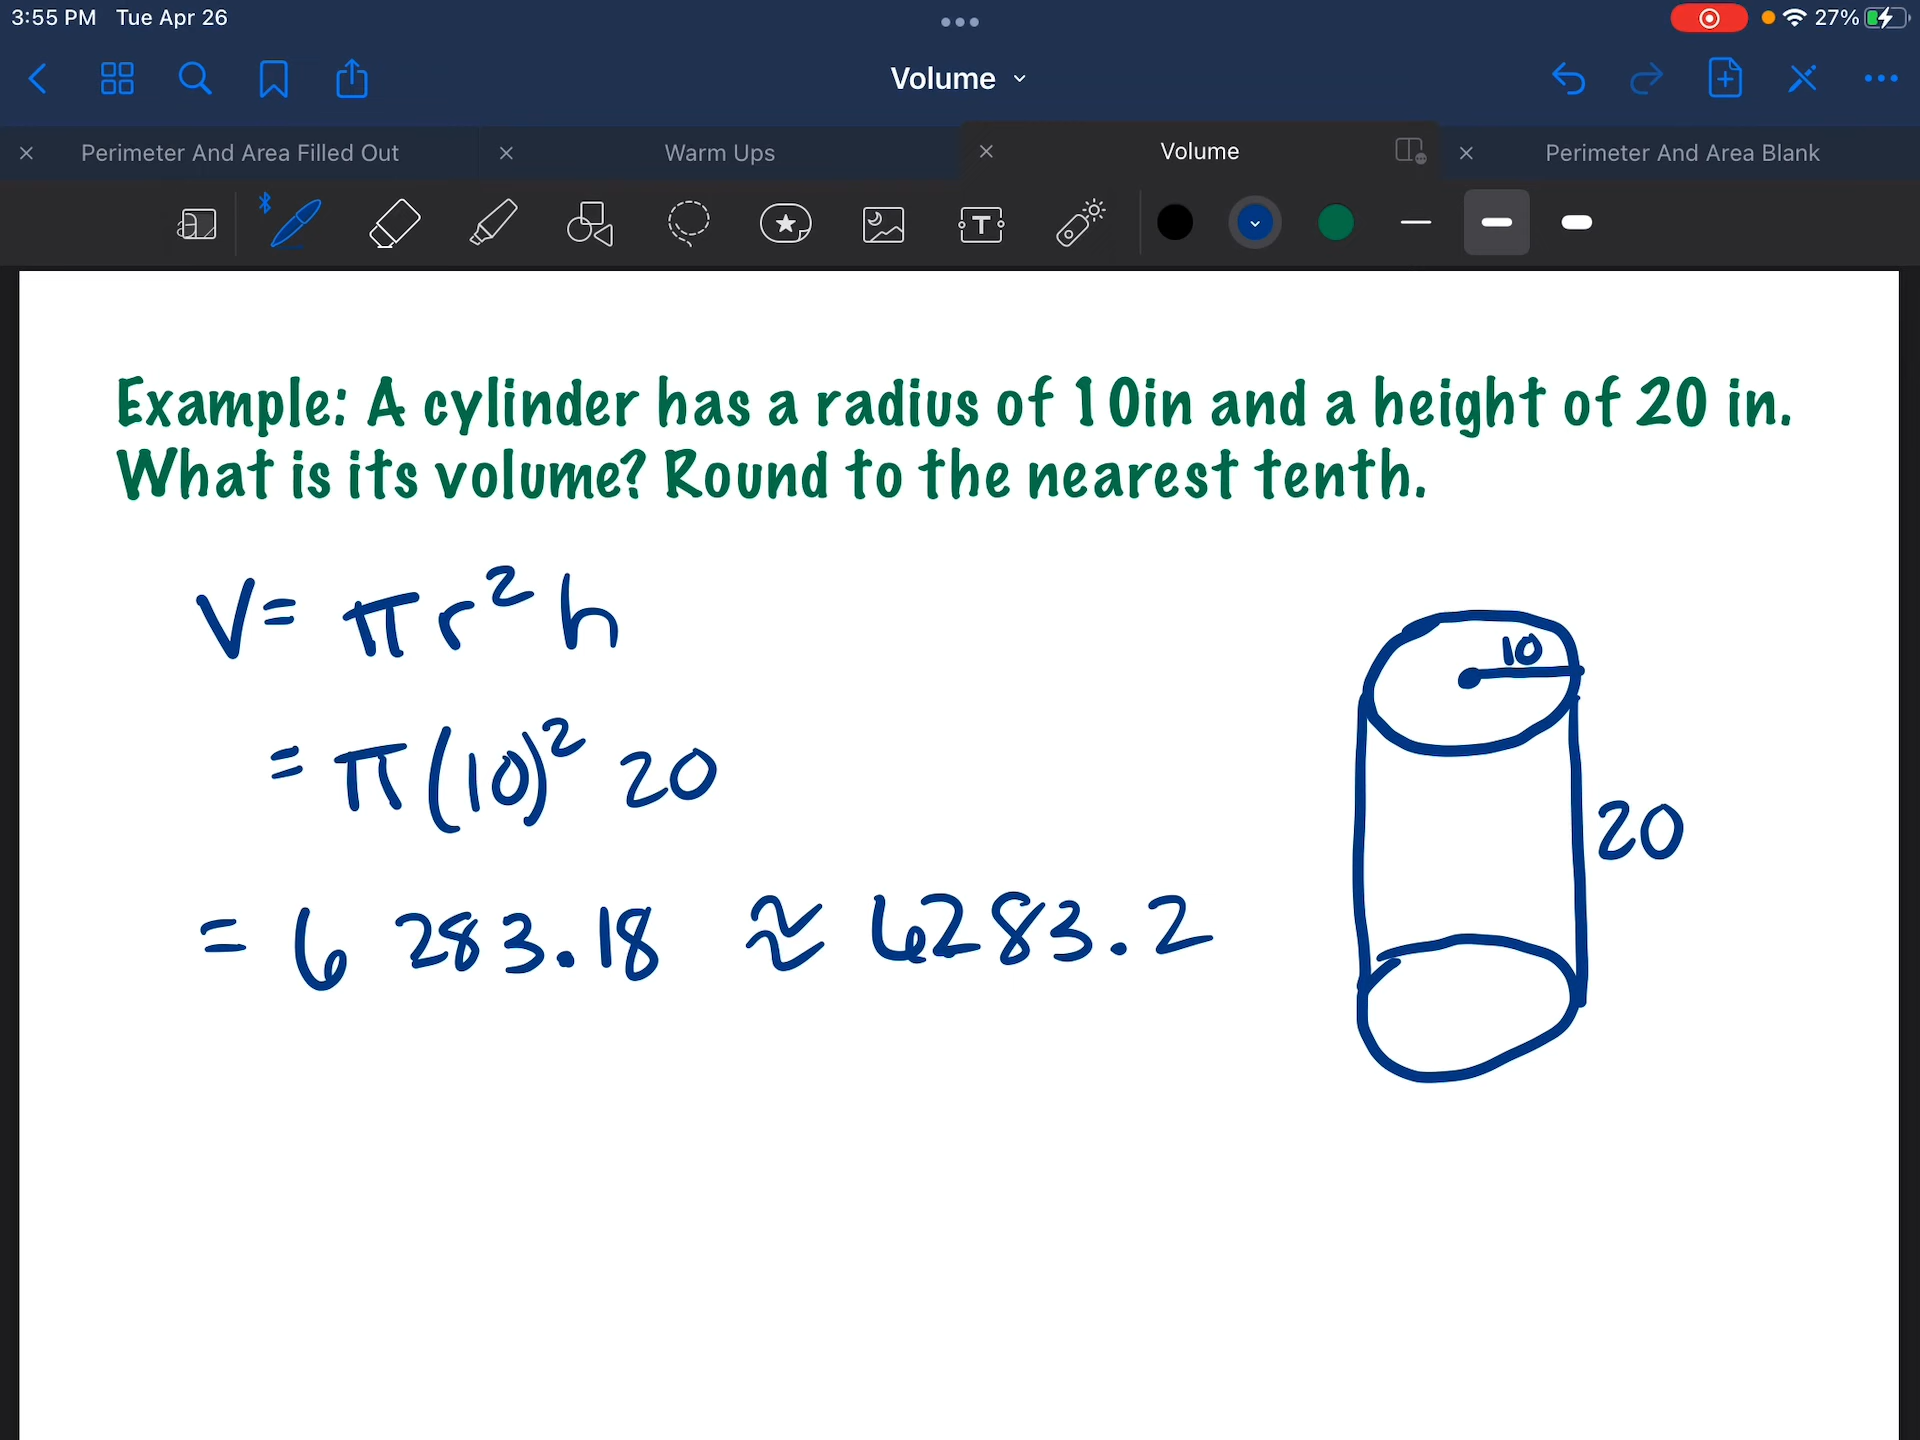 3:55 PM Tue Apr 26
27%
Volume
Perimeter And Area Filled Out
Warm Ups
Volume
Perimeter And Area Blank
Example: A cylinder has a radius of 10in and a height of 20 in.
What is its volume? Round to the nearest tenth.
V= πr²h
= π(10)² 20
= 6283.18 ≈ 6283.2
10
20